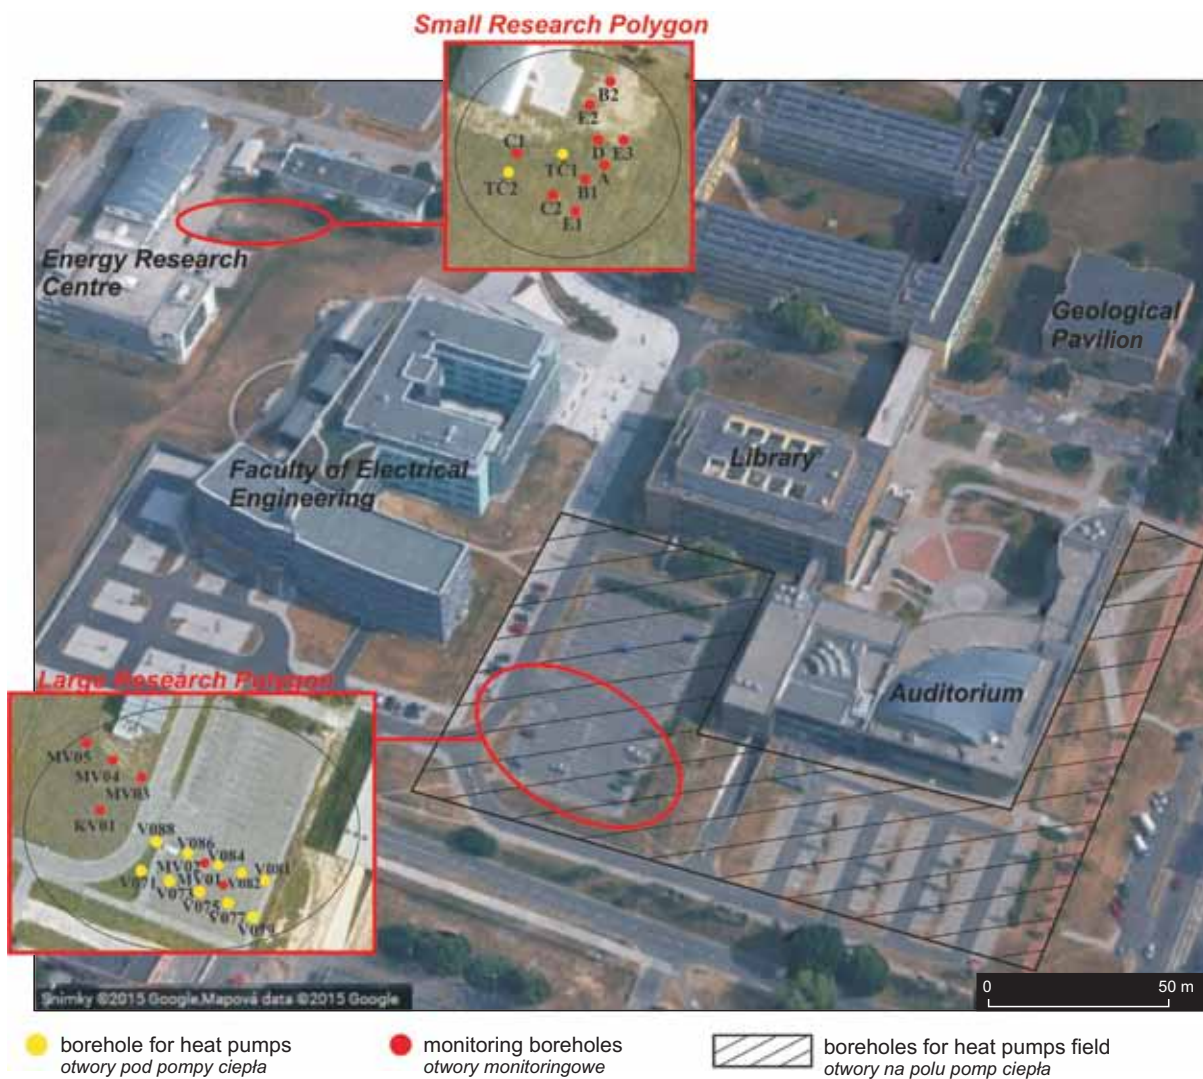 Small Research Polygon
B2
E2
C1
D E3
TC1
A
TC2
B1
C2
E1
Energy Research
Centre
Geological
Pavilion
Faculty of Electrical
Engineering
Library
Auditorium
Large Research Polygon
MV05
MV04
MV03
KV01
V088
V086
V084
MV02
V081
V071
MV01
V082
V073
V075
V077
V079
Snímky ©2015 Google,Mapová data ©2015 Google
0 50 m
borehole for heat pumps
otwory pod pompy ciepła
monitoring boreholes
otwory monitoringowe
boreholes for heat pumps field
otwory na polu pomp ciepła